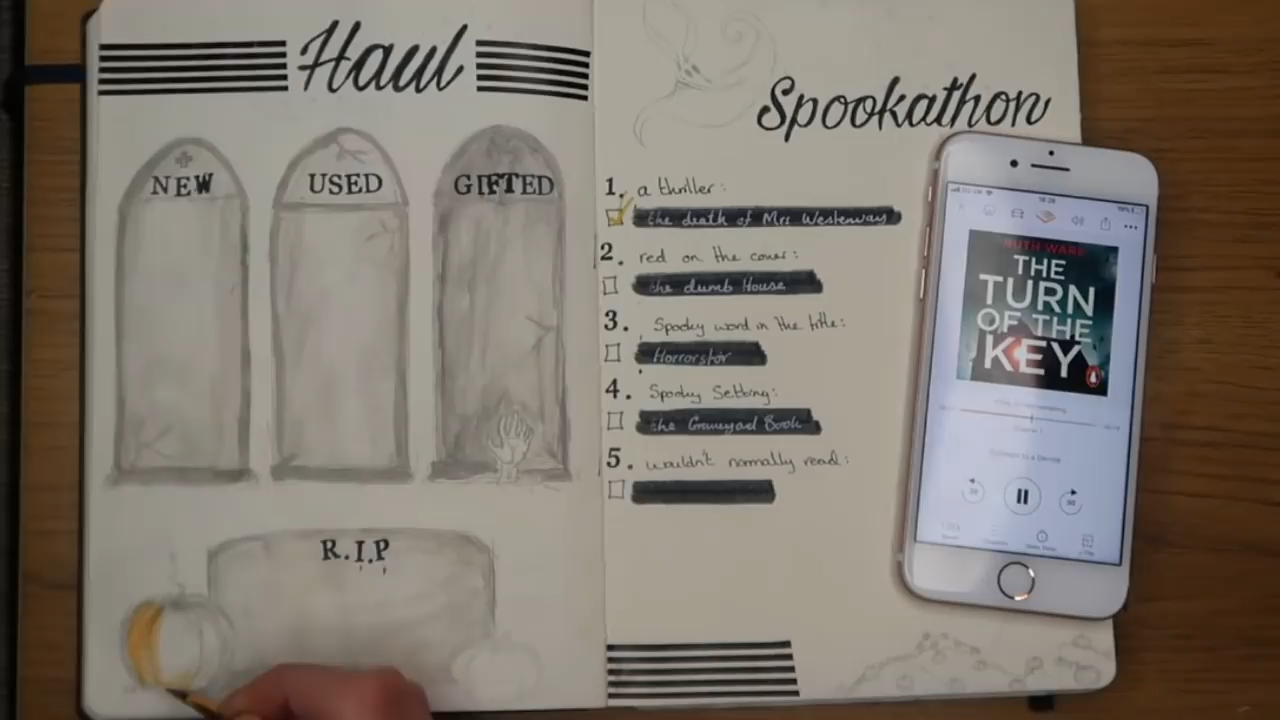 Haul
NEW
USED
GIFTED
R.I.P
Spookathon
1. a thriller:
the death of Mrs Westaway
2. red on the cover:
the dumb House
3. Spooky word in the title:
Horrorstör
4. Spooky Setting:
the Graveyard Book
5. wouldn't normally read:
RUTH WARE
THE
TURN
OF THE
KEY